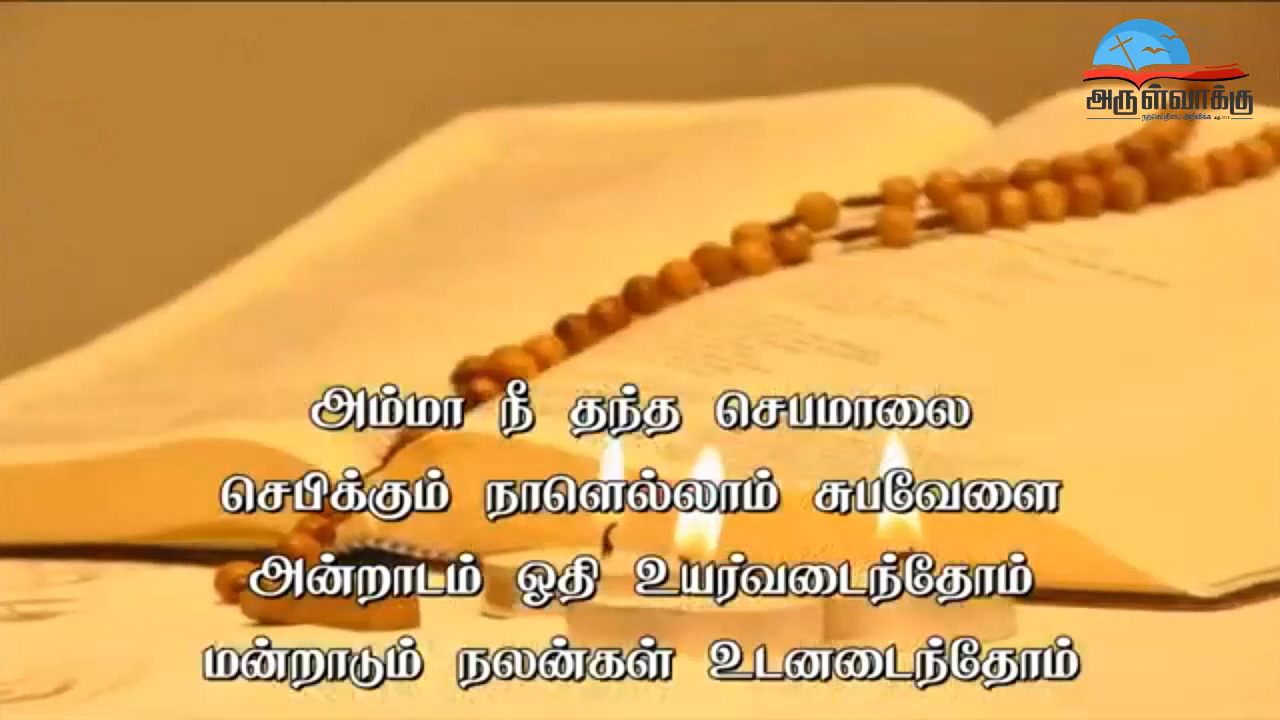 அருள்வாக்கு
அம்மா நீ தந்த செபமாலை
செபிக்கும் நாளெல்லாம் சுபவேளை
அன்றாடம் ஓதி உயர்வடைந்தோம்
மன்றாடும் நலன்கள் உடனடைந்தோம்